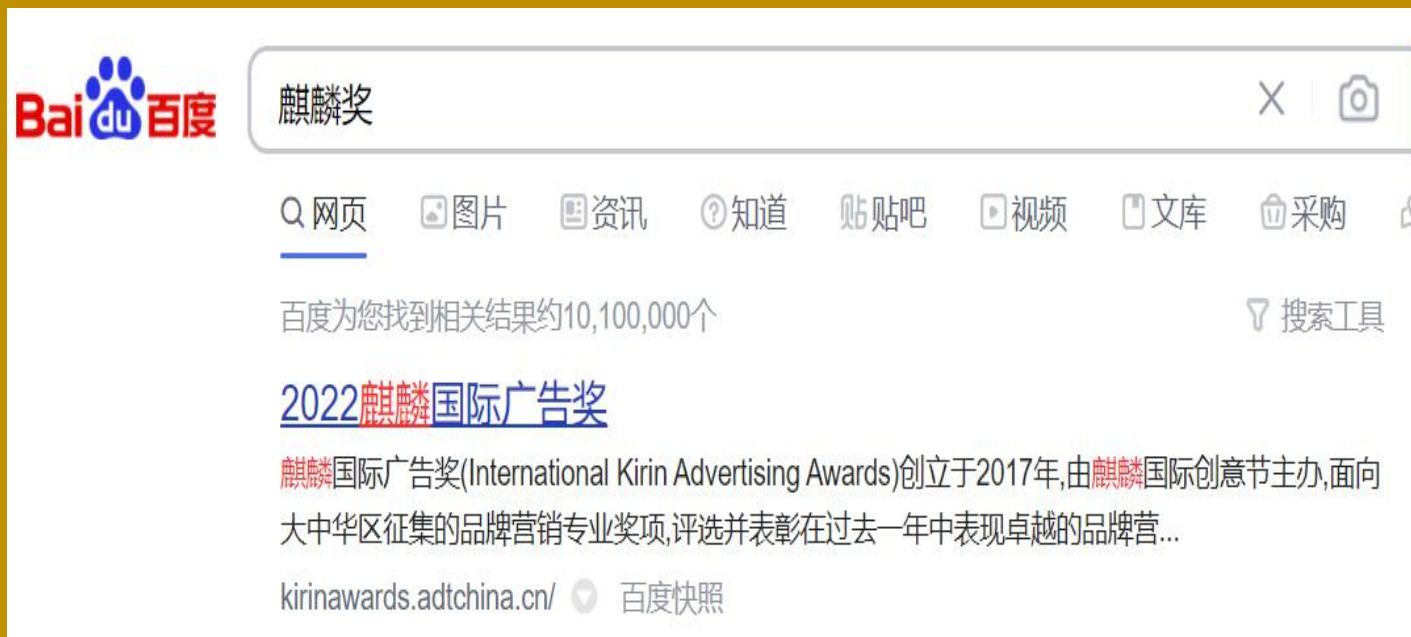 Bai du 百度
麒麟奖
网页 图片 资讯 知道 贴吧 视频 文库 采购
百度为您找到相关结果约10,100,000个 搜索工具
2022麒麟国际广告奖
麒麟国际广告奖(International Kirin Advertising Awards)创立于2017年,由麒麟国际创意节主办,面向
大中华区征集的品牌营销专业奖项,评选并表彰在过去一年中表现卓越的品牌营...
kirinawards.adtchina.cn/ 百度快照